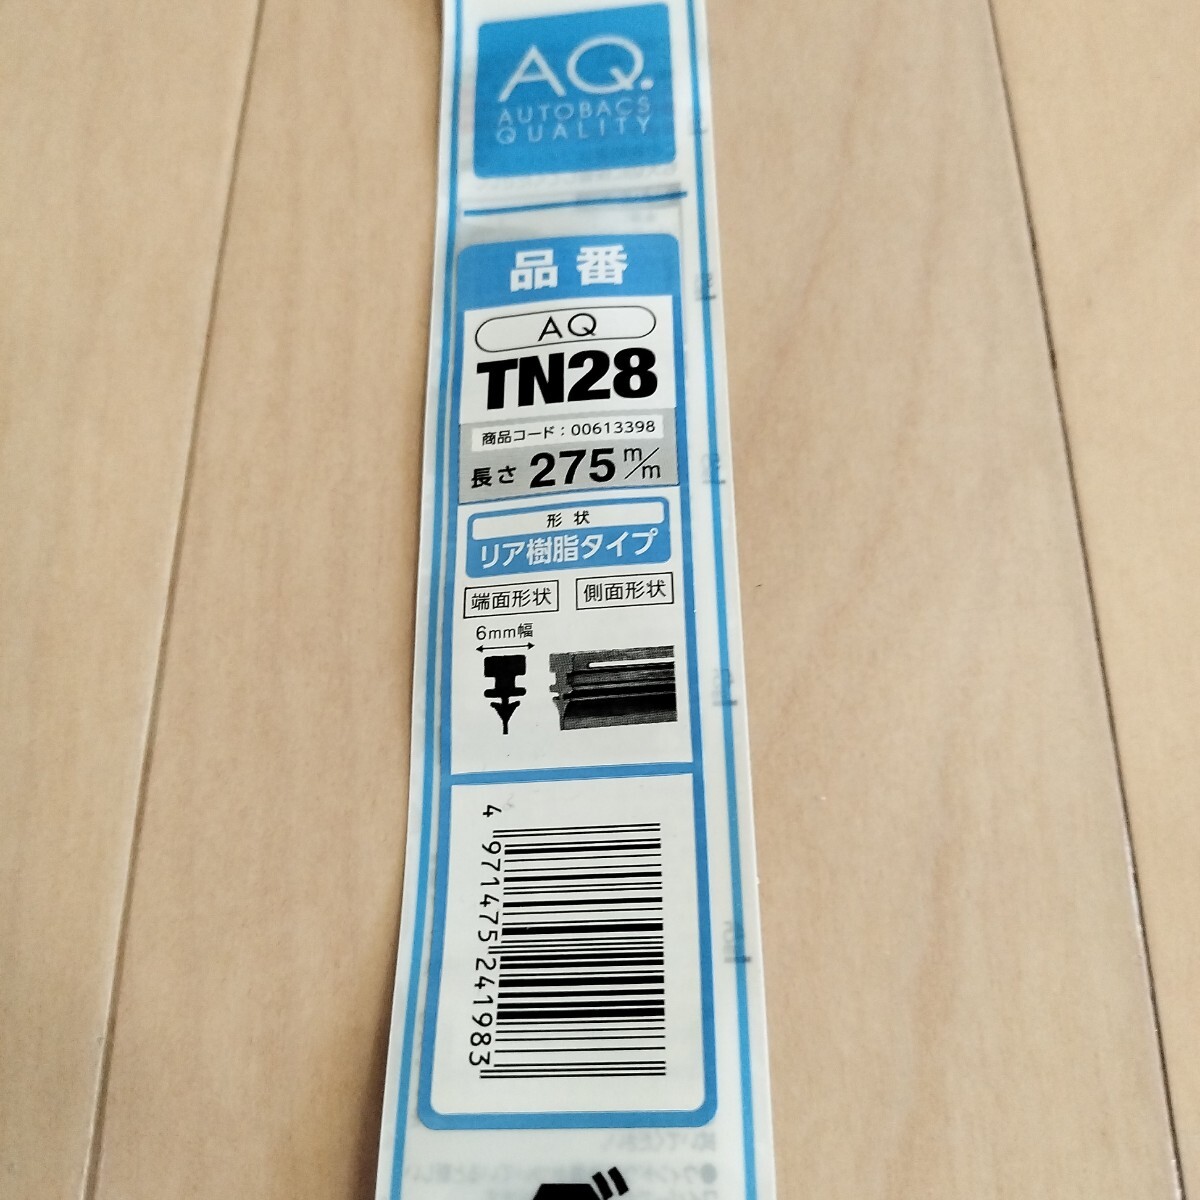 AQ.
AUTOBACS
QUALITY
品番
AQ
TN28
商品コード：00613398
長さ 275 m/m
形状
リア樹脂タイプ
端面形状 側面形状
6mm幅
4 971475 241983